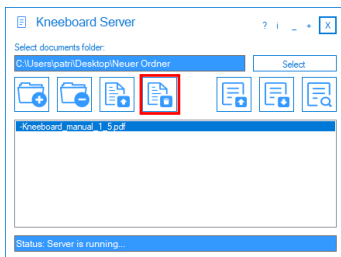 Kneeboard Server
? i _ + X
Select documents folder:
C:\Users\patri\Desktop\Neuer Ordner
Select
-Kneeboard_manual_1_5.pdf
Status: Server is running...